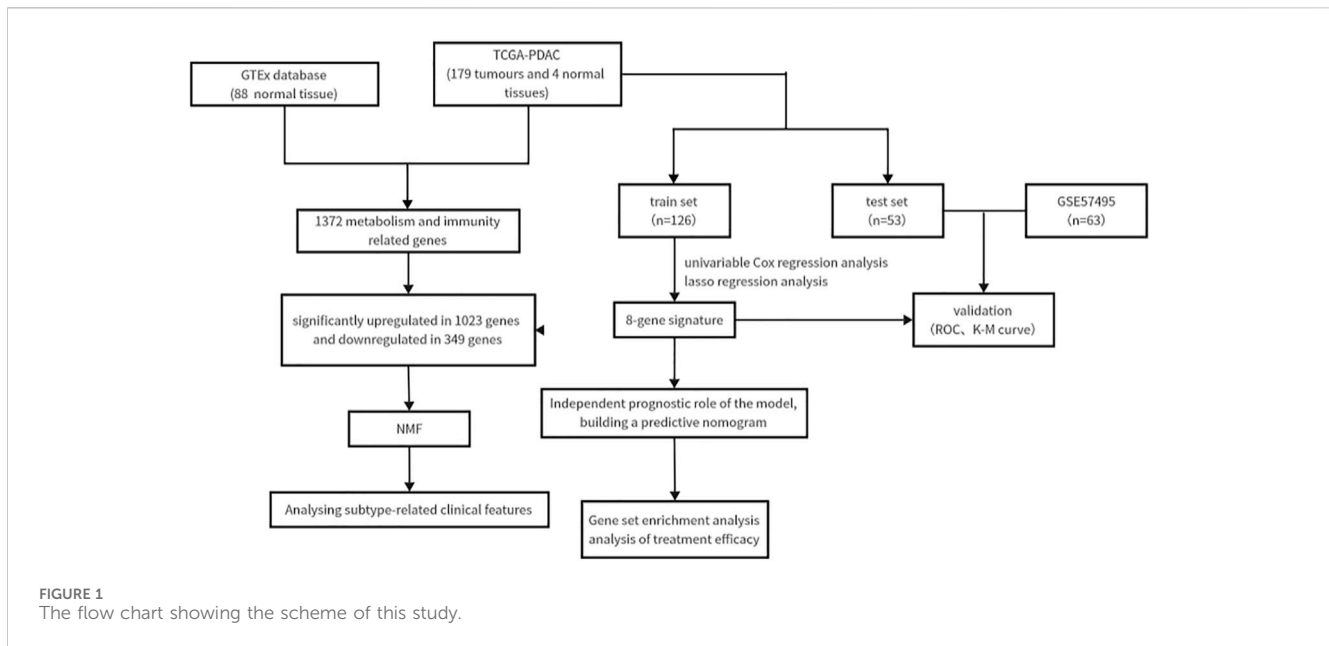 GTEx database
(88 normal tissue)
TCGA-PDAC
(179 tumours and 4 normal
tissues)
1372 metabolism and immunity
related genes
significantly upregulated in 1023 genes
and downregulated in 349 genes
NMF
Analysing subtype-related clinical features
train set
（n=126）
test set
（n=53）
GSE57495
（n=63）
univariable Cox regression analysis
lasso regression analysis
8-gene signature
validation
（ROC、K-M curve）
Independent prognostic role of the model,
building a predictive nomogram
Gene set enrichment analysis
analysis of treatment efficacy
FIGURE 1
The flow chart showing the scheme of this study.